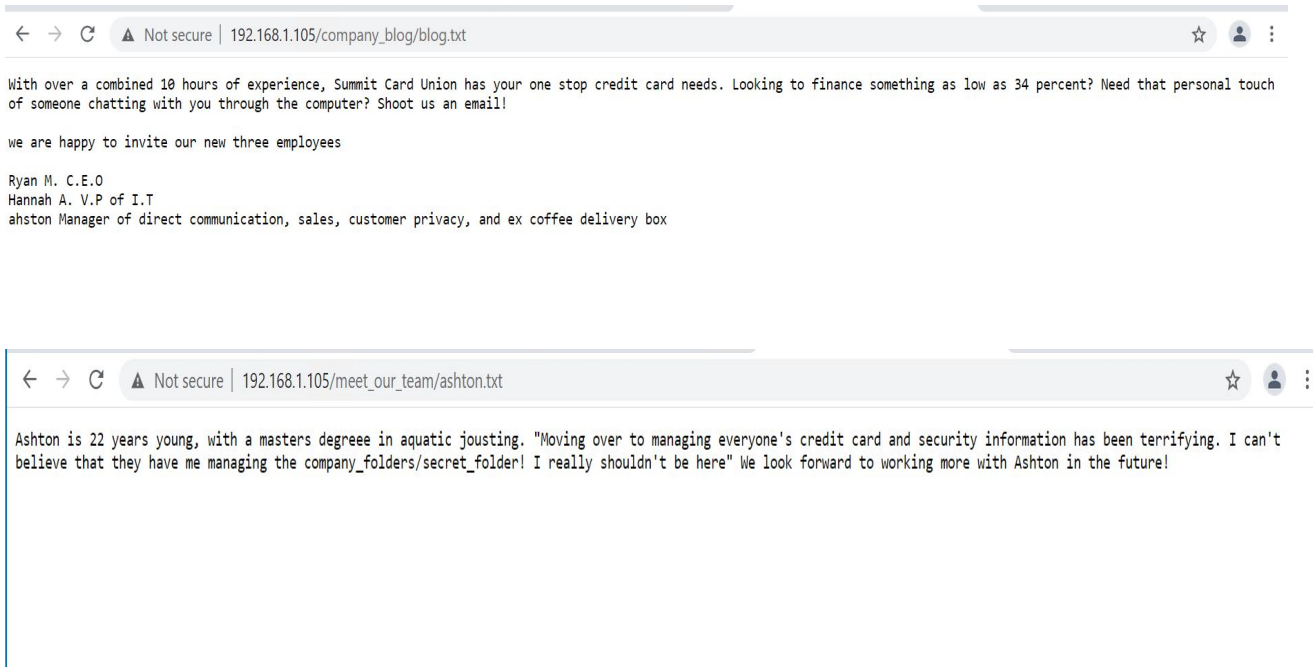 Not secure | 192.168.1.105/company_blog/blog.txt
With over a combined 10 hours of experience, Summit Card Union has your one stop credit card needs. Looking to finance something as low as 34 percent? Need that personal touch
of someone chatting with you through the computer? Shoot us an email!
we are happy to invite our new three employees
Ryan M. C.E.O
Hannah A. V.P of I.T
ahston Manager of direct communication, sales, customer privacy, and ex coffee delivery box
Not secure | 192.168.1.105/meet_our_team/ashton.txt
Ashton is 22 years young, with a masters degreee in aquatic jousting. "Moving over to managing everyone's credit card and security information has been terrifying. I can't
believe that they have me managing the company_folders/secret_folder! I really shouldn't be here" We look forward to working more with Ashton in the future!